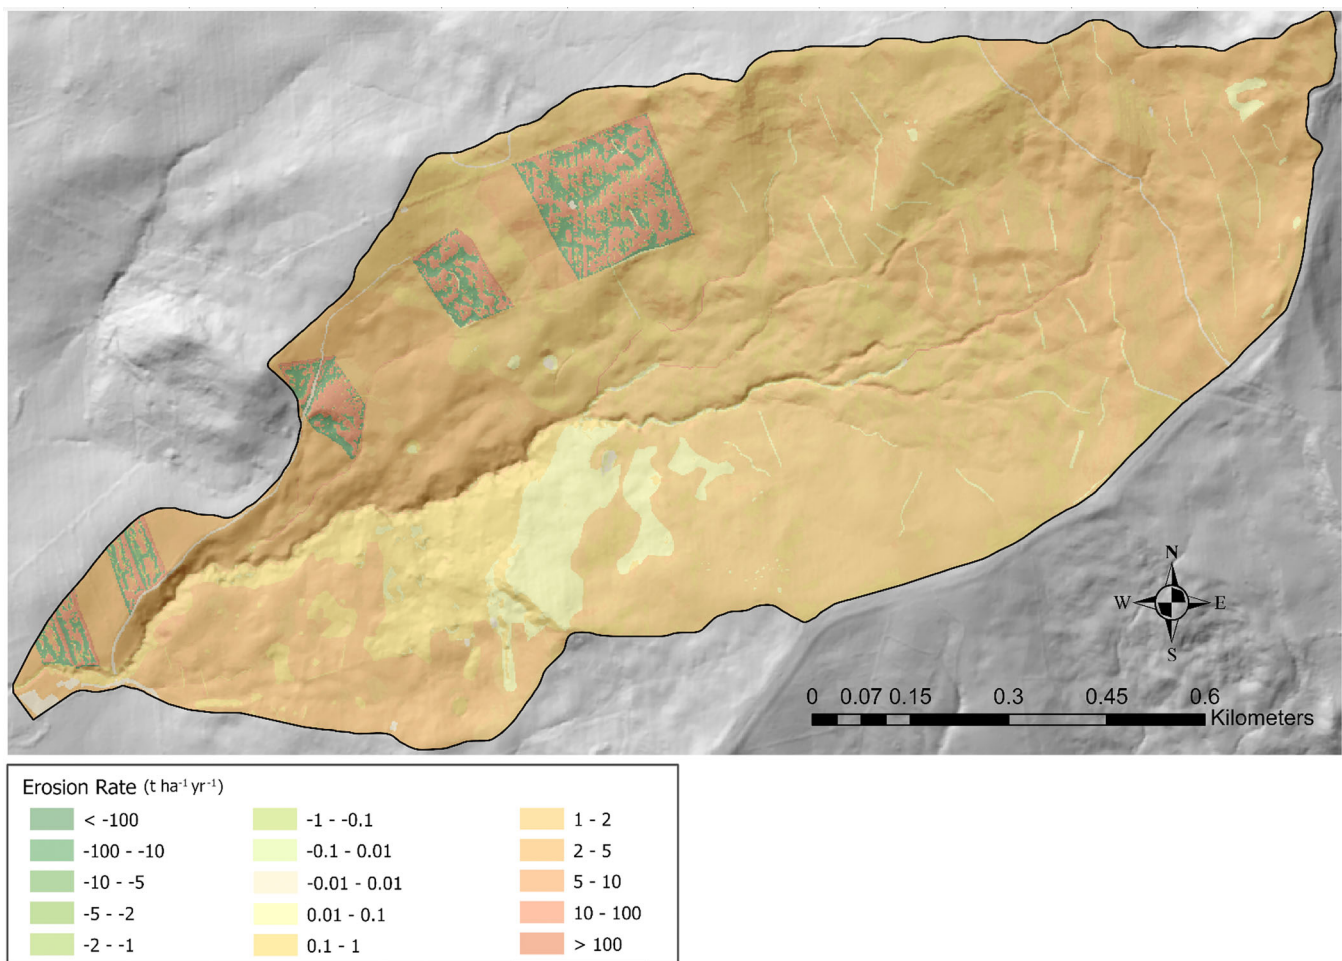 N
W E
S
0 0.07 0.15 0.3 0.45 0.6
Kilometers
Erosion Rate (t ha⁻¹ yr⁻¹)
< -100
-100 - -10
-10 - -5
-5 - -2
-2 - -1
-1 - -0.1
-0.1 - 0.01
-0.01 - 0.01
0.01 - 0.1
0.1 - 1
1 - 2
2 - 5
5 - 10
10 - 100
> 100